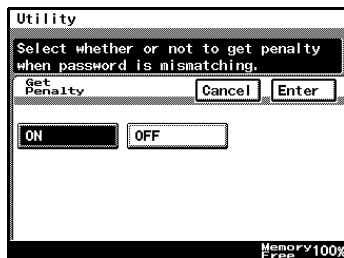 Utility
Select whether or not to get penalty
when password is mismatching.
Get
Penalty
Cancel
Enter
ON
OFF
Memory
Free 100%